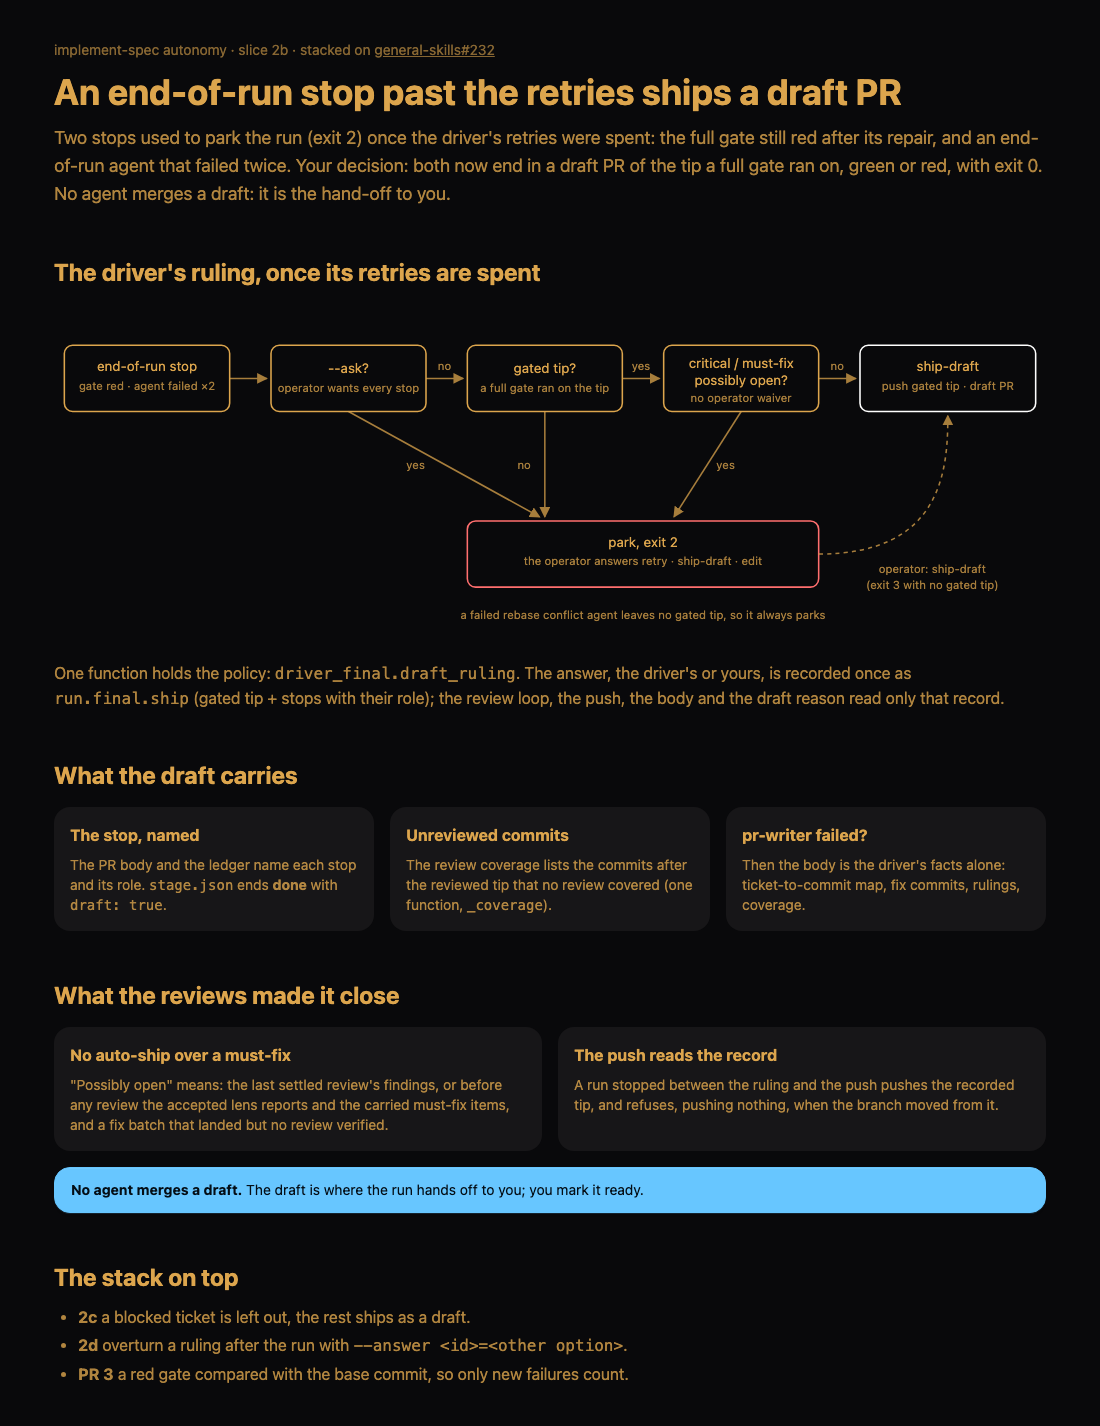 implement-spec autonomy · slice 2b · stacked on general-skills#232
An end-of-run stop past the retries ships a draft PR
Two stops used to park the run (exit 2) once the driver's retries were spent: the full gate still red after its repair, and an end-
of-run agent that failed twice. Your decision: both now end in a draft PR of the tip a full gate ran on, green or red, with exit 0.
No agent merges a draft: it is the hand-off to you.
The driver's ruling, once its retries are spent
end-of-run stop
gate red · agent failed ×2
--ask?
operator wants every stop
no
gated tip?
a full gate ran on the tip
yes
critical / must-fix
possibly open?
no operator waiver
no
ship-draft
push gated tip · draft PR
yes
no
yes
park, exit 2
the operator answers retry · ship-draft · edit
operator: ship-draft
(exit 3 with no gated tip)
a failed rebase conflict agent leaves no gated tip, so it always parks
One function holds the policy: driver_final.draft_ruling. The answer, the driver's or yours, is recorded once as
run.final.ship (gated tip + stops with their role); the review loop, the push, the body and the draft reason read only that record.
What the draft carries
The stop, named
The PR body and the ledger name each stop
and its role. stage.json ends done with
draft: true.
Unreviewed commits
The review coverage lists the commits after
the reviewed tip that no review covered (one
function, _coverage).
pr-writer failed?
Then the body is the driver's facts alone:
ticket-to-commit map, fix commits, rulings,
coverage.
What the reviews made it close
No auto-ship over a must-fix
"Possibly open" means: the last settled review's findings, or before
any review the accepted lens reports and the carried must-fix items,
and a fix batch that landed but no review verified.
The push reads the record
A run stopped between the ruling and the push pushes the recorded
tip, and refuses, pushing nothing, when the branch moved from it.
No agent merges a draft. The draft is where the run hands off to you; you mark it ready.
The stack on top
• 2c a blocked ticket is left out, the rest ships as a draft.
• 2d overturn a ruling after the run with --answer <id>=<other option>.
• PR 3 a red gate compared with the base commit, so only new failures count.